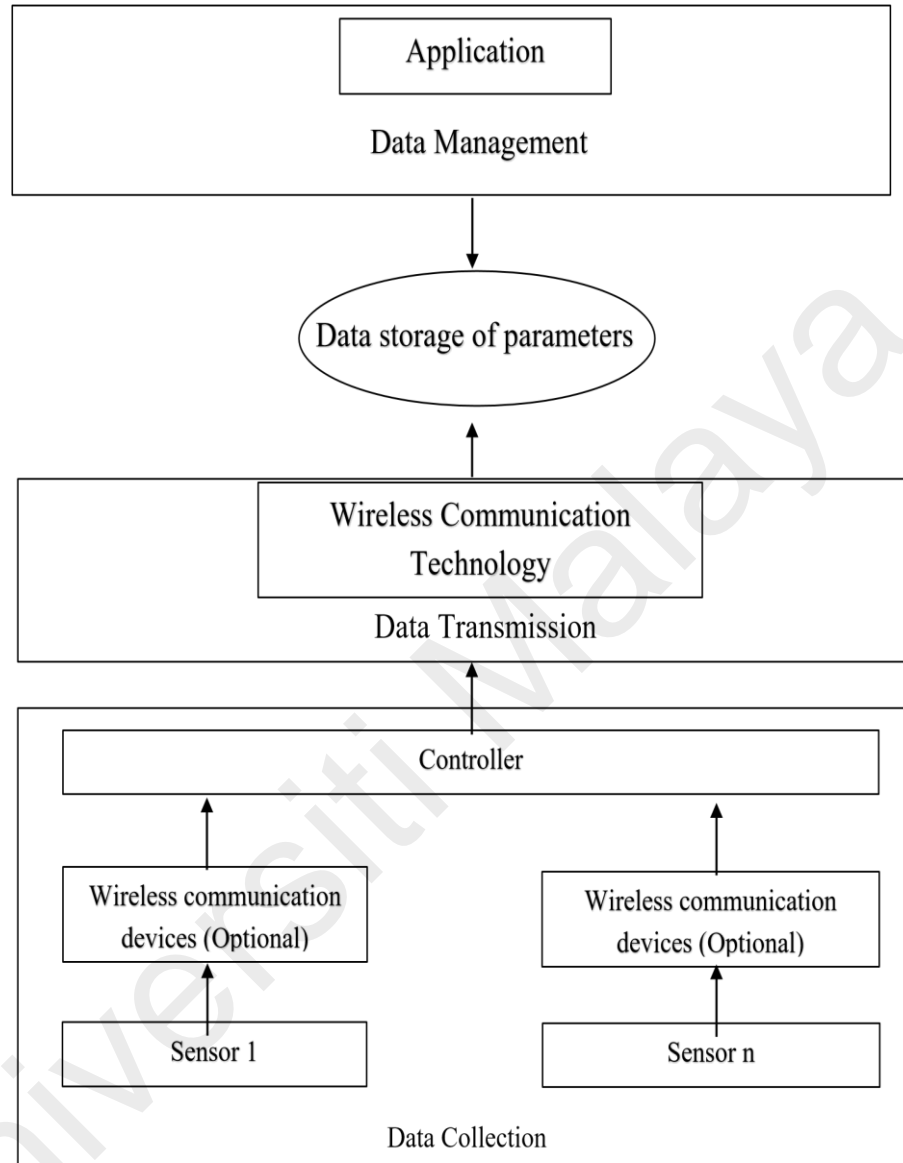 Application
Data Management
Data storage of parameters
Wireless Communication
Technology
Data Transmission
Controller
Wireless communication
devices (Optional)
Wireless communication
devices (Optional)
Sensor 1
Sensor n
Data Collection
niversiti Malaya